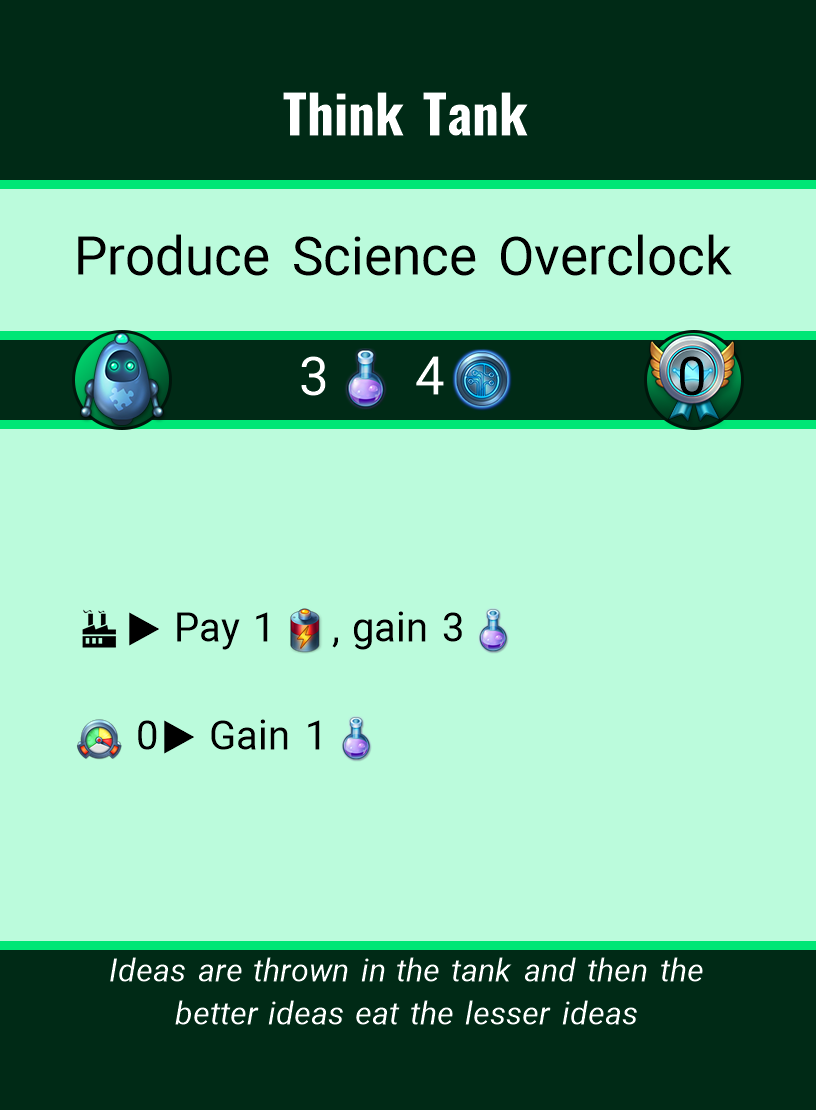 Think Tank
Produce Science Overclock
3 4 0
▶ Pay 1 , gain 3
0▶ Gain 1
Ideas are thrown in the tank and then the
better ideas eat the lesser ideas